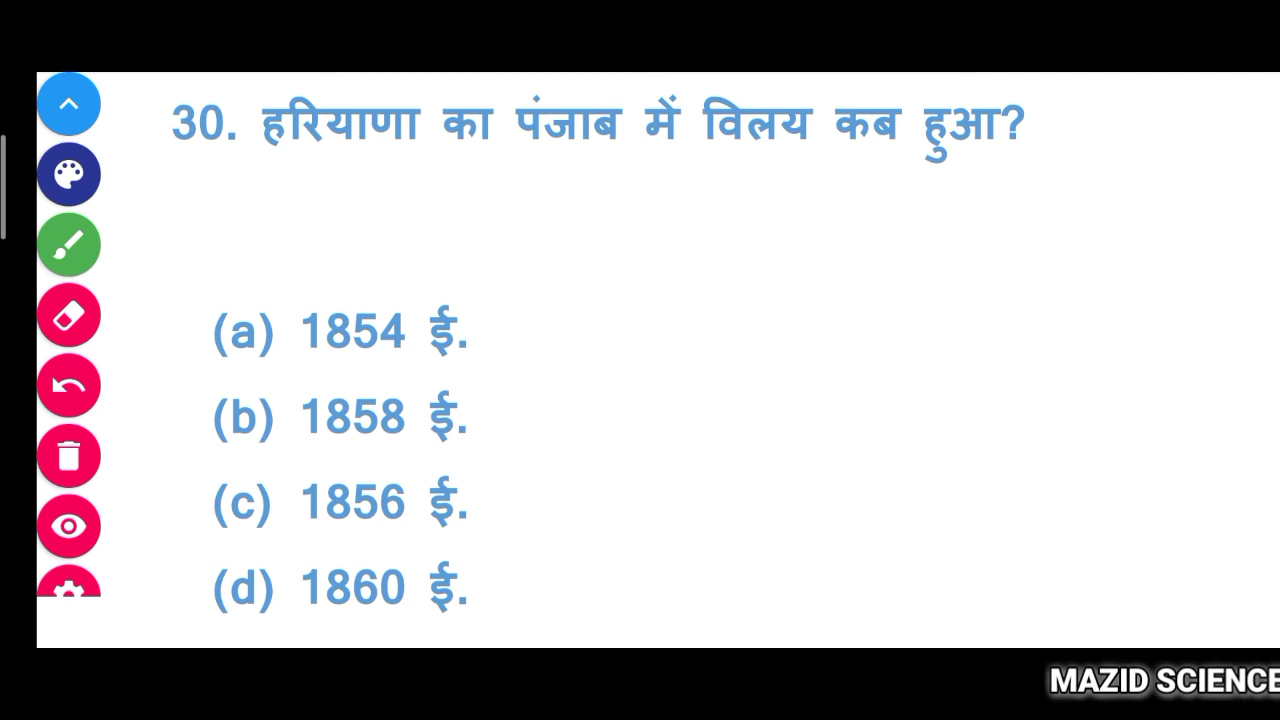 30. हरियाणा का पंजाब में विलय कब हुआ?
(a) 1854 ई.
(b) 1858 ई.
(c) 1856 ई.
(d) 1860 ई.
MAZID SCIENCE